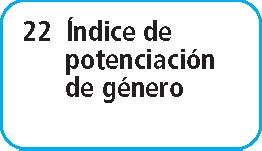 22 Índice de
potenciación
de género